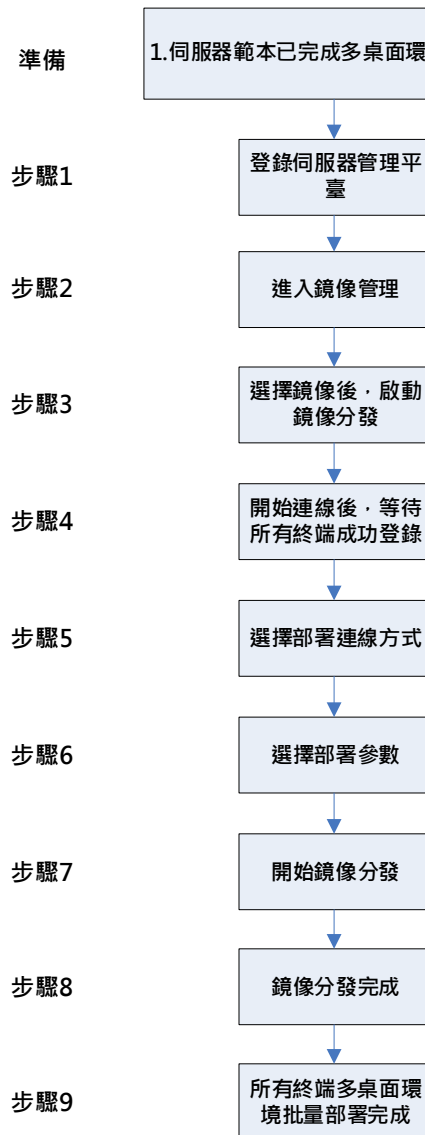 準備
1.伺服器範本已完成多桌面環
步驟1
登錄伺服器管理平
臺
步驟2
進入鏡像管理
步驟3
選擇鏡像後，啟動
鏡像分發
步驟4
開始連線後，等待
所有終端成功登錄
步驟5
選擇部署連線方式
步驟6
選擇部署參數
步驟7
開始鏡像分發
步驟8
鏡像分發完成
步驟9
所有終端多桌面環
境批量部署完成